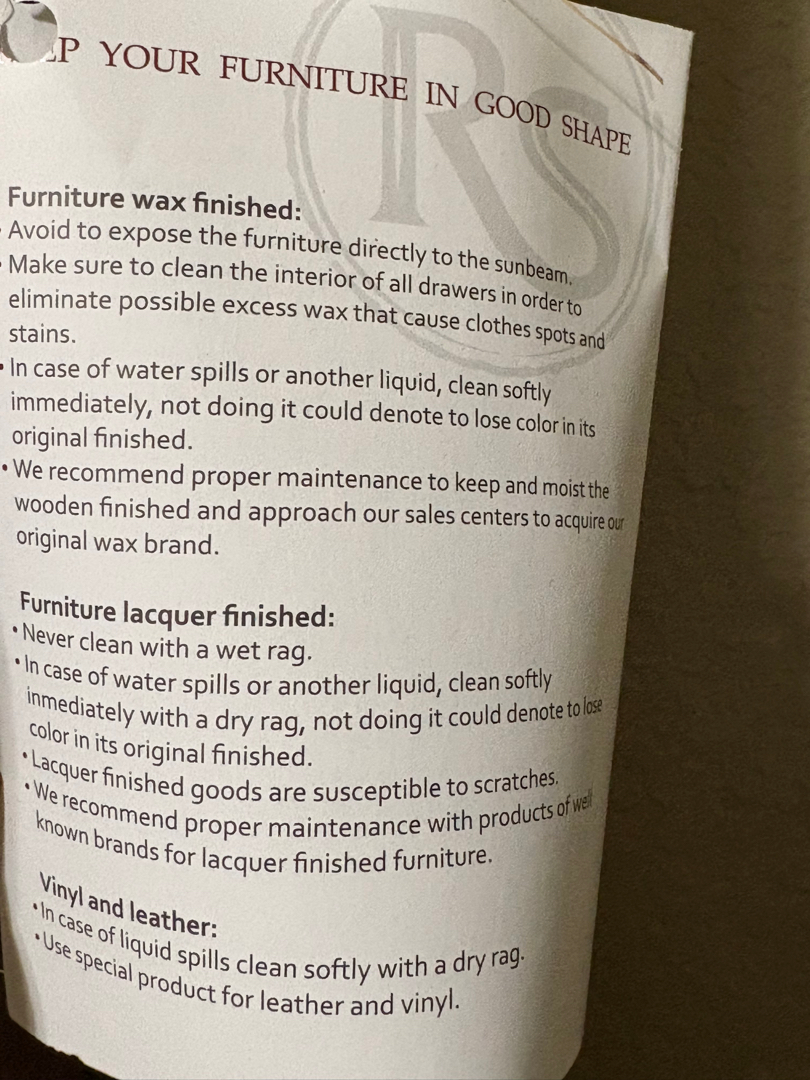 P YOUR FURNITURE IN GOOD SHAPE
RS
Furniture wax finished:
• Avoid to expose the furniture directly to the sunbeam.
• Make sure to clean the interior of all drawers in order to
eliminate possible excess wax that cause clothes spots and
stains.
• In case of water spills or another liquid, clean softly
immediately, not doing it could denote to lose color in its
original finished.
• We recommend proper maintenance to keep and moist the
wooden finished and approach our sales centers to acquire our
original wax brand.
Furniture lacquer finished:
• Never clean with a wet rag.
• In case of water spills or another liquid, clean softly
inmediately with a dry rag, not doing it could denote to lose
color in its original finished.
• Lacquer finished goods are susceptible to scratches.
• We recommend proper maintenance with products of well
known brands for lacquer finished furniture.
Vinyl and leather:
• In case of liquid spills clean softly with a dry rag.
• Use special product for leather and vinyl.